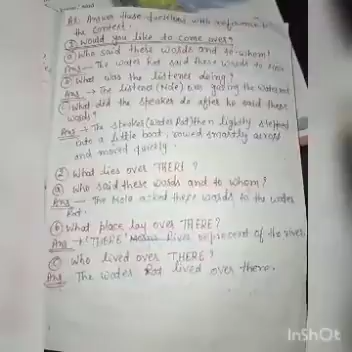 A2. Answer these questions with reference to
the context.
① Would you like to come over?
ⓐ Who said these words and to whom?
Ans — The water Rat said these words to Mole
ⓑ What was the listener doing?
Ans → The listener (Mole) was the water rat
ⓒ What did the speaker do after he said these
words?
Ans → The speaker (water Rat) then lightly stepped
into a little boat, rowed smartly across
and moved quickly.
② What lies over THERE?
ⓐ Who said these words and to whom?
Ans — The Mole asked these words to the water
Rat.
ⓑ What place lay over THERE?
Ans → 'THERE' River represent of the river
ⓒ Who lived over THERE?
Ans The water Rat lived over there.
InShOt